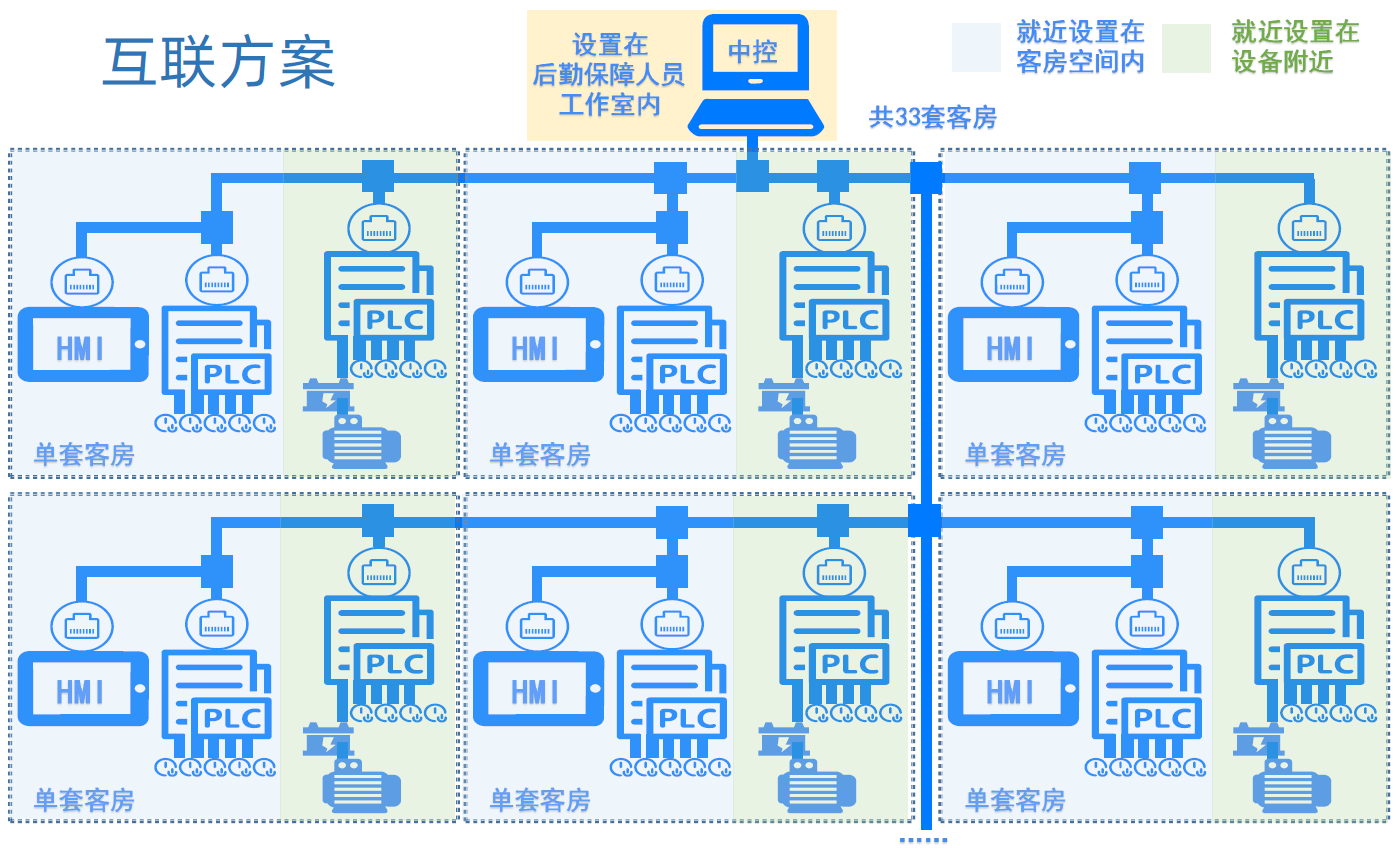 互联方案
设置在
后勤保障人员
工作室内
中控
就近设置在
客房空间内
就近设置在
设备附近
共33套客房
HMI
PLC
PLC
单套客房
HMI
PLC
PLC
单套客房
HMI
PLC
PLC
单套客房
HMI
PLC
PLC
单套客房
HMI
PLC
PLC
单套客房
HMI
PLC
PLC
单套客房